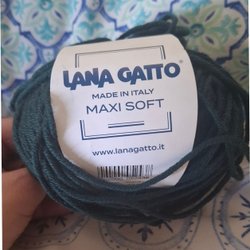 LANA GATTO
MADE IN ITALY
MAXI SOFT
www.lanagatto.it